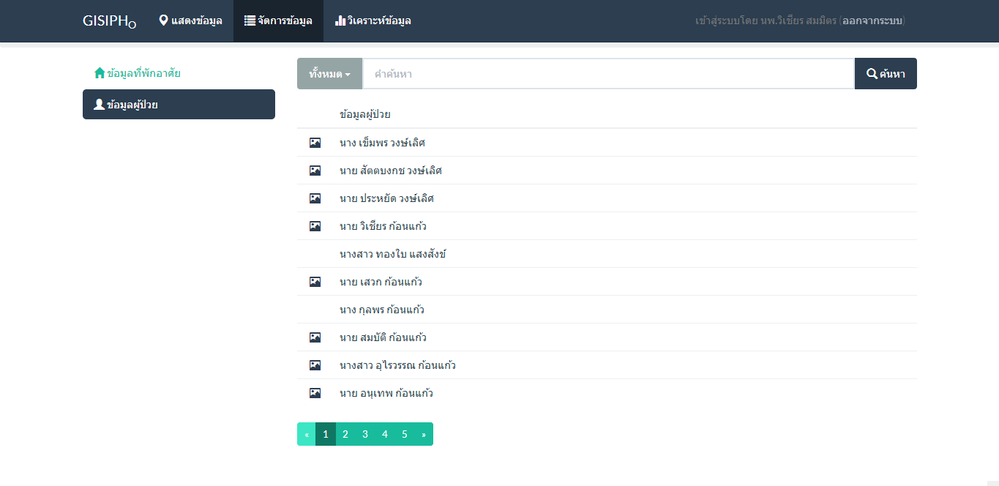 GISIPHO แสดงข้อมูล จัดการข้อมูล วิเคราะห์ข้อมูล เข้าสู่ระบบโดย นพ.วิเชียร สมมิตร (ออกจากระบบ)
ข้อมูลที่พักอาศัย
ข้อมูลผู้ป่วย
ทั้งหมด คำค้นหา ค้นหา
ข้อมูลผู้ป่วย
นาง เข็มพร วงษ์เลิศ
นาย สัตตบงกช วงษ์เลิศ
นาย ประหยัด วงษ์เลิศ
นาย วิเชียร ก้อนแก้ว
นางสาว ทองใบ แสงสังข์
นาย เสวก ก้อนแก้ว
นาง กุลพร ก้อนแก้ว
นาย สมบัติ ก้อนแก้ว
นางสาว อุไรวรรณ ก้อนแก้ว
นาย อนุเทพ ก้อนแก้ว
« 1 2 3 4 5 »